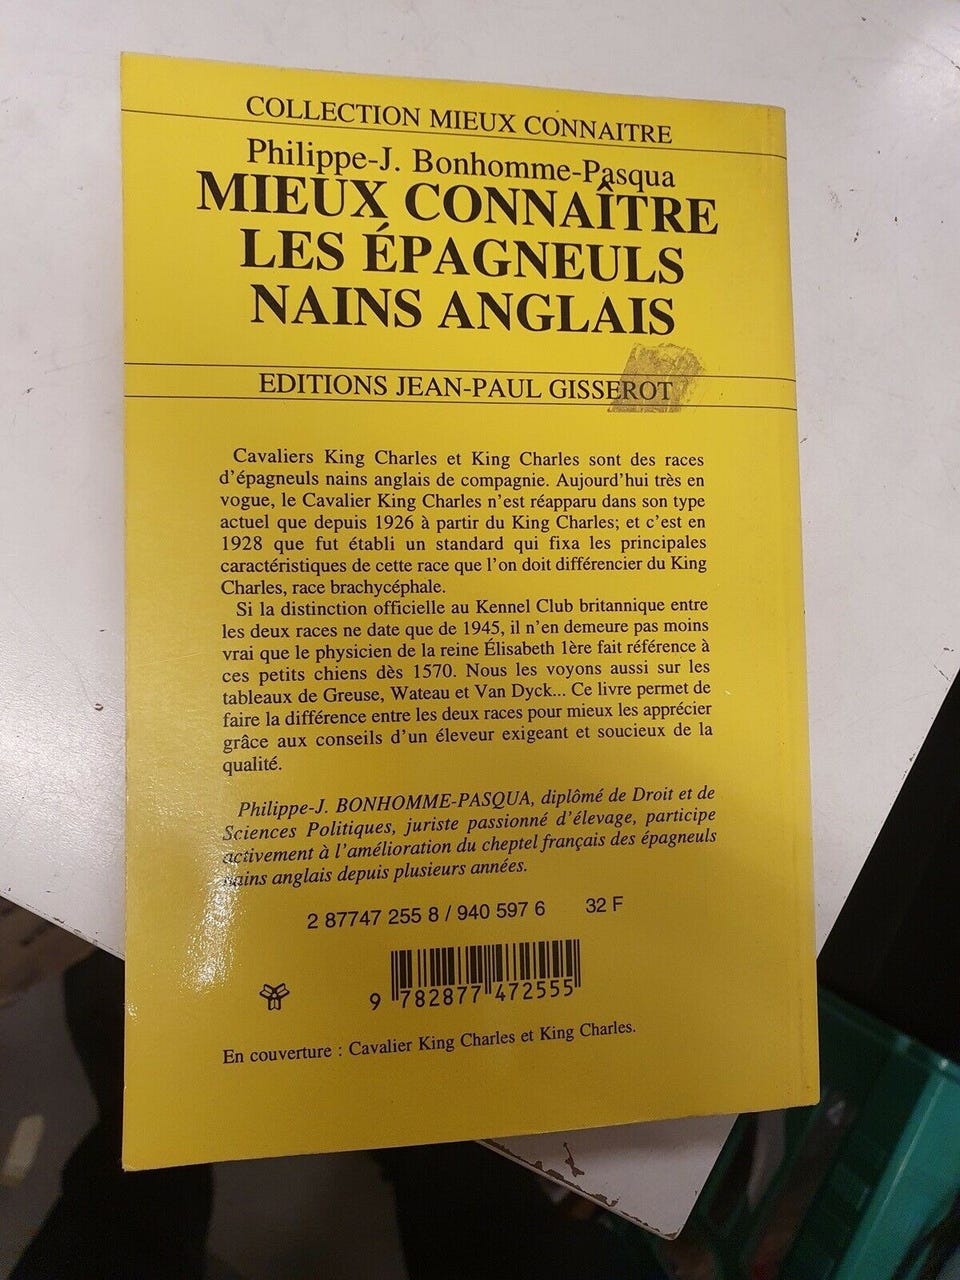 COLLECTION MIEUX CONNAITRE
Philippe-J. Bonhomme-Pasqua
MIEUX CONNAÎTRE
LES ÉPAGNEULS
NAINS ANGLAIS
EDITIONS JEAN-PAUL GISSEROT
Cavaliers King Charles et King Charles sont des races
d'épagneuls nains anglais de compagnie. Aujourd'hui très en
vogue, le Cavalier King Charles n'est réapparu dans son type
actuel que depuis 1926 à partir du King Charles; et c'est en
1928 que fut établi un standard qui fixa les principales
caractéristiques de cette race que l'on doit différencier du King
Charles, race brachycéphale.
Si la distinction officielle au Kennel Club britannique entre
les deux races ne date que de 1945, il n'en demeure pas moins
vrai que le physicien de la reine Élisabeth 1ère fait référence à
ces petits chiens dès 1570. Nous les voyons aussi sur les
tableaux de Greuse, Wateau et Van Dyck... Ce livre permet de
faire la différence entre les deux races pour mieux les apprécier
grâce aux conseils d'un éleveur exigeant et soucieux de la
qualité.
Philippe-J. BONHOMME-PASQUA, diplômé de Droit et de
Sciences Politiques, juriste passionné d'élevage, participe
activement à l'amélioration du cheptel français des épagneuls
nains anglais depuis plusieurs années.
2 87747 255 8 / 940 597 6 32 F
9 782877 472555
En couverture : Cavalier King Charles et King Charles.